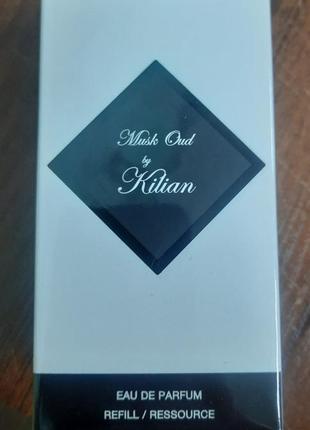 Musk Oud
by
Kilian
EAU DE PARFUM
REFILL / RESSOURCE